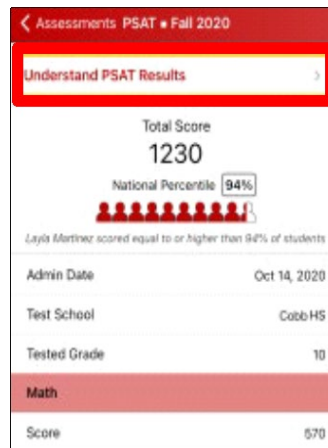 Assessments PSAT • Fall 2020
Understand PSAT Results
Total Score
1230
National Percentile 94%
Layla Martinez scored equal to or higher than 94% of students
Admin Date Oct 14, 2020
Test School Cobb HS
Tested Grade 10
Math
Score 570